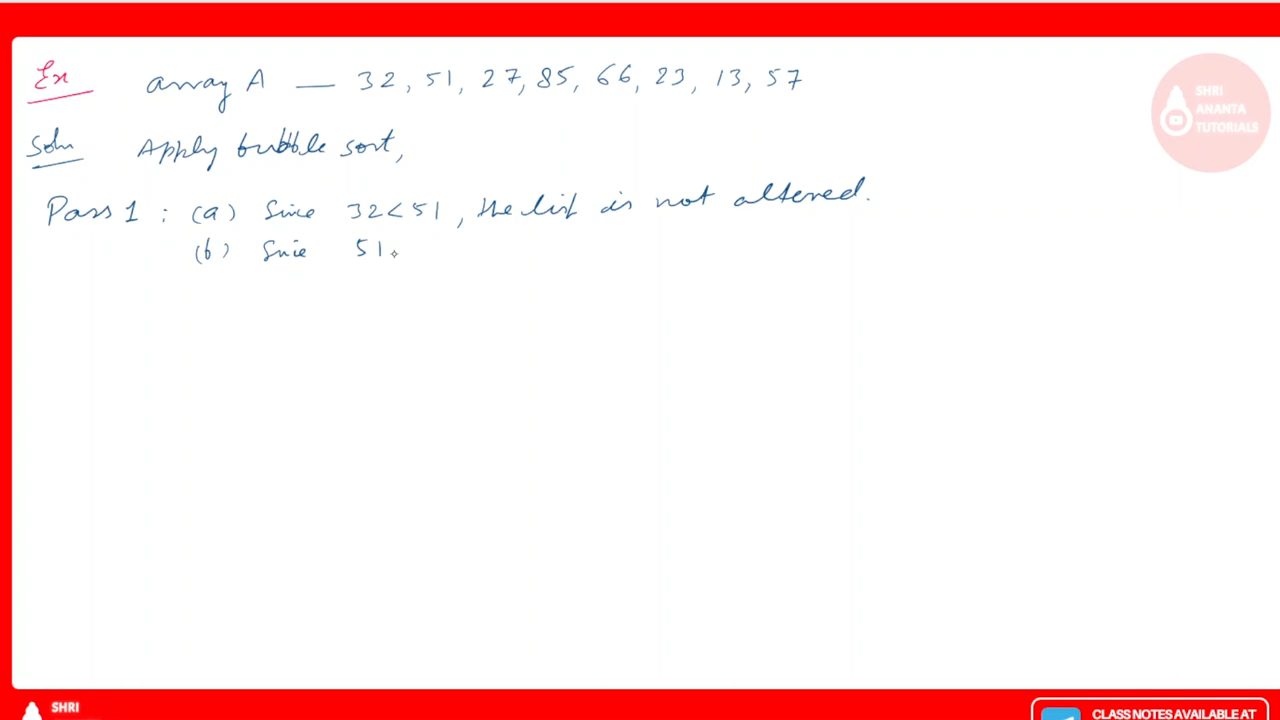 Ex array A — 32, 51, 27, 85, 66, 23, 13, 57
Soln Apply bubble sort,
Pass 1 : (a) Since 32 < 51, the list is not altered.
(b) Since 51
SHRI
ANANTA
TUTORIALS
SHRI
CLASS NOTES AVAILABLE AT